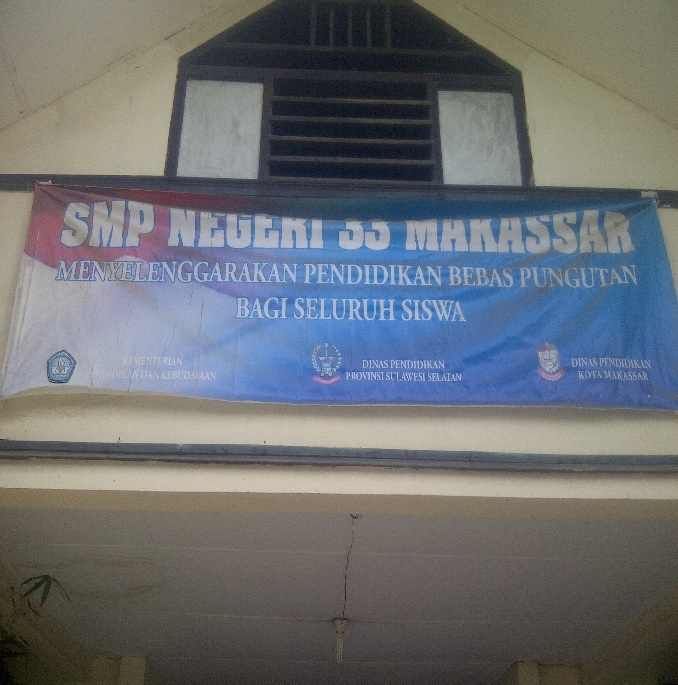 SMP NEGERI 33 MAKASSAR
MENYELENGGARAKAN PENDIDIKAN BEBAS PUNGUTAN
BAGI SELURUH SISWA
KEMENTERIAN
PENDIDIKAN DAN KEBUDAYAAN
DINAS PENDIDIKAN
PROVINSI SULAWESI SELATAN
DINAS PENDIDIKAN
KOTA MAKASSAR